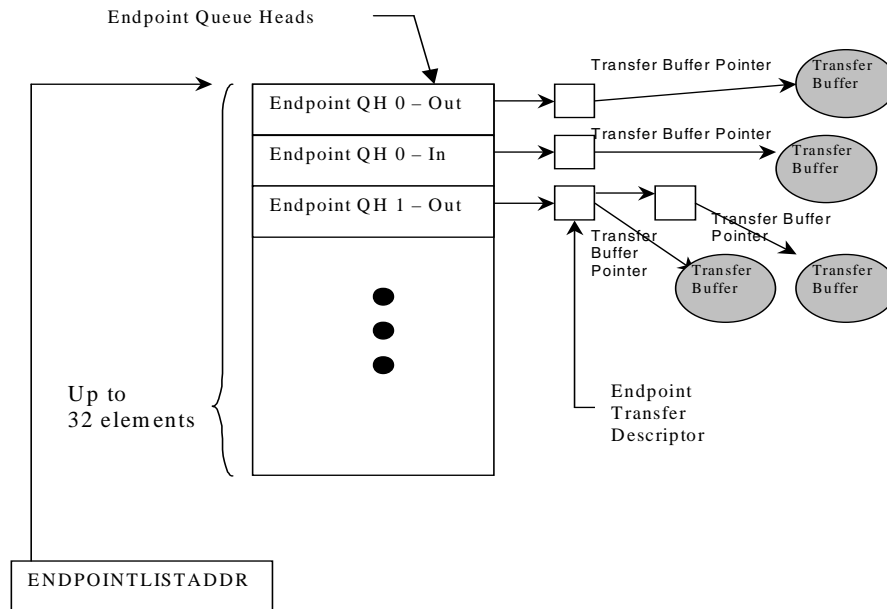 Endpoint Queue Heads
Transfer Buffer Pointer
Transfer
Buffer
Endpoint QH 0 – Out
Transfer Buffer Pointer
Transfer
Buffer
Endpoint QH 0 – In
Endpoint QH 1 – Out
Transfer Buffer
Pointer
Transfer
Buffer
Pointer
Transfer
Buffer
Transfer
Buffer
Up to
32 elements
Endpoint
Transfer
Descriptor
ENDPOINTLISTADDR